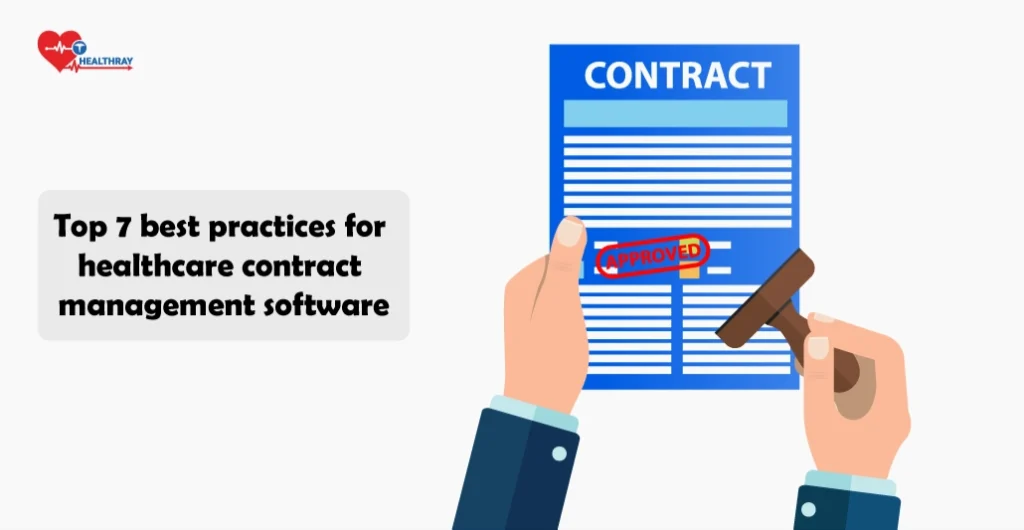 HEALTHRAY
Top 7 best practices for
healthcare contract
management software
CONTRACT
APPROVED